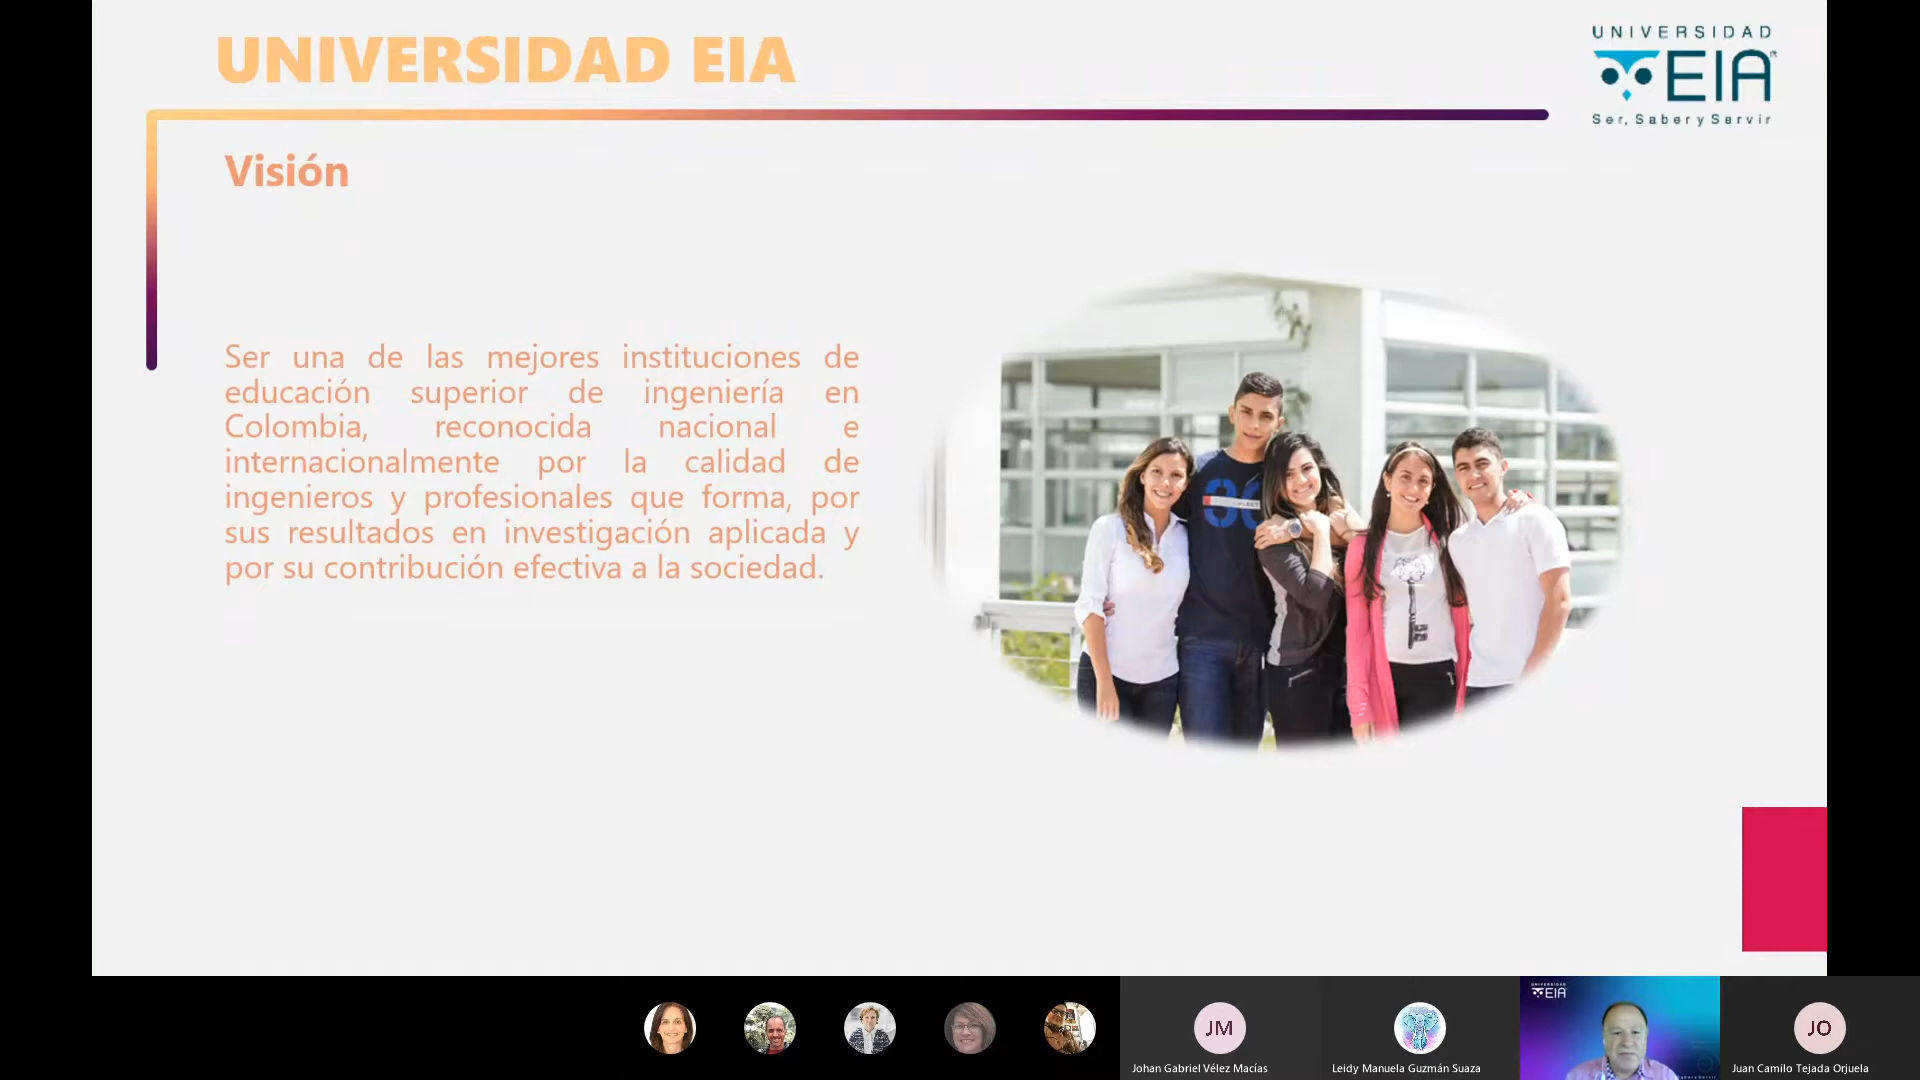 UNIVERSIDAD EIA
UNIVERSIDAD
EIA
Ser, Saber y Servir
Visión
Ser una de las mejores instituciones de
educación superior de ingeniería en
Colombia, reconocida nacional e
internacionalmente por la calidad de
ingenieros y profesionales que forma, por
sus resultados en investigación aplicada y
por su contribución efectiva a la sociedad.
JM
Johan Gabriel Vélez Macías
Leidy Manuela Guzmán Suaza
UNIVERSIDAD
EIA
JO
Juan Camilo Tejada Orjuela